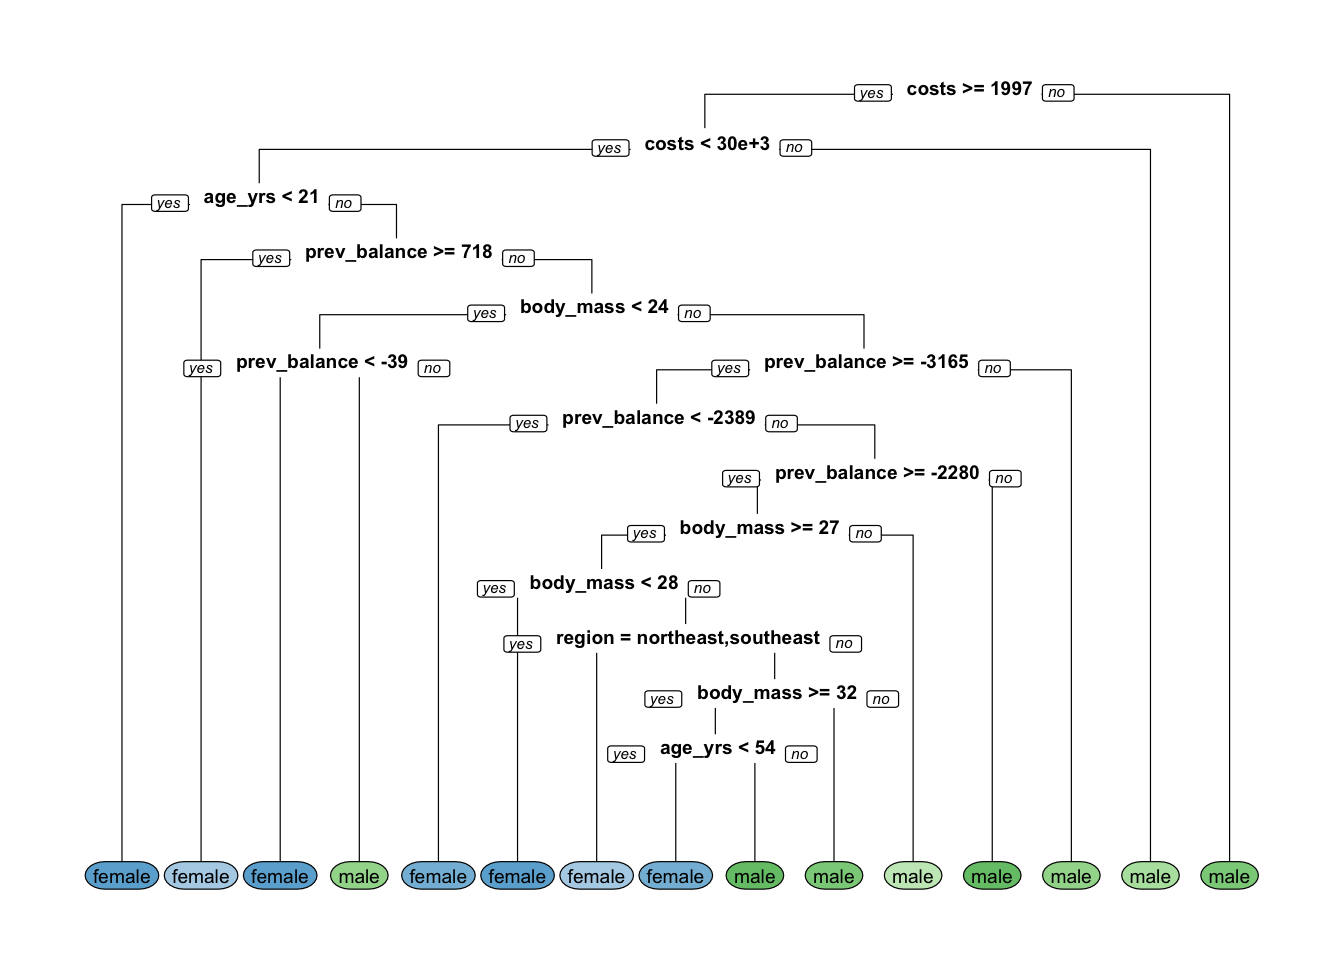 yes costs >= 1997 no
yes costs < 30e+3 no
yes age_yrs < 21 no
yes prev_balance >= 718 no
yes body_mass < 24 no
yes prev_balance < -39 no
yes prev_balance >= -3165 no
yes prev_balance < -2389 no
yes prev_balance >= -2280 no
yes body_mass >= 27 no
yes body_mass < 28 no
yes region = northeast,southeast no
yes body_mass >= 32 no
yes age_yrs < 54 no
female female female male female female female female male male male male male male male